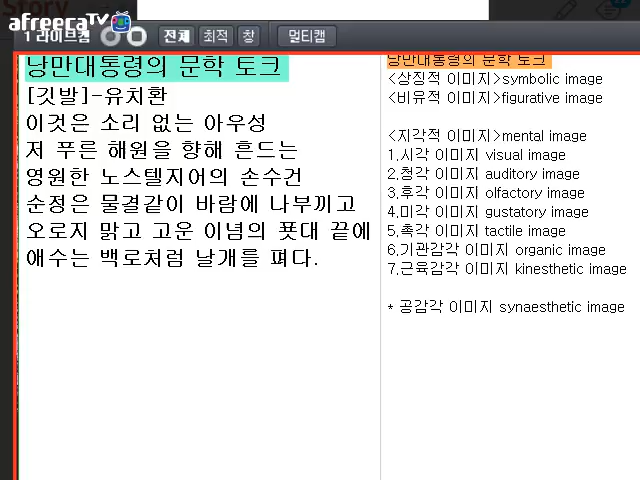 Story
afreecaTV
1 라이브캠
전체
최적
창
멀티캠
낭만대통령의 문학 토크
[깃발]-유치환
이것은 소리 없는 아우성
저 푸른 해원을 향해 흔드는
영원한 노스텔지어의 손수건
순정은 물결같이 바람에 나부끼고
오로지 맑고 고운 이념의 푯대 끝에
애수는 백로처럼 날개를 펴다.
낭만대통령의 문학 토크
<상징적 이미지>symbolic image
<비유적 이미지>figurative image
<지각적 이미지>mental image
1.시각 이미지 visual image
2.청각 이미지 auditory image
3.후각 이미지 olfactory image
4.미각 이미지 gustatory image
5.촉각 이미지 tactile image
6.기관감각 이미지 organic image
7.근육감각 이미지 kinesthetic image
* 공감각 이미지 synaesthetic image